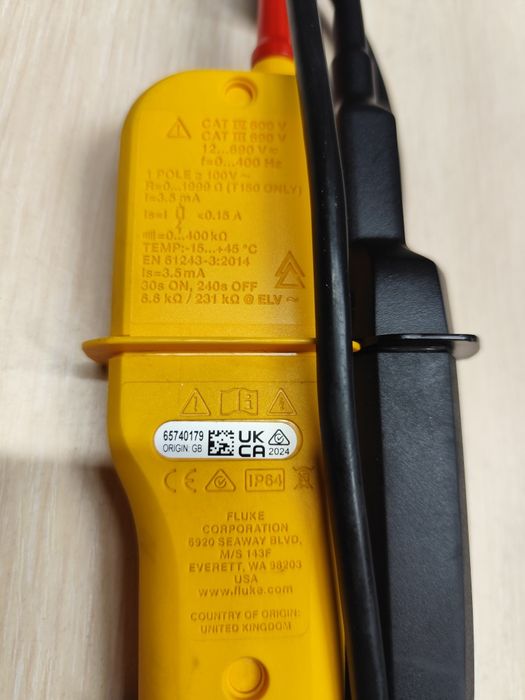 CAT IV 600 V
CAT III 690 V
12...690 V ⎓
f=0...400 Hz
1 POLE ≥ 100V ~
R=0...1999 Ω (T150 ONLY)
I=3.5 mA
Is=I <0.15 A
=0...400 kΩ
TEMP:-15...+45 °C
EN 61243-3:2014
Is=3.5mA
30s ON, 240s OFF
8.8 kΩ / 231 kΩ @ ELV ~
65740179
ORIGIN: GB
UK
CA
2024
CE
IP64
FLUKE
CORPORATION
6920 SEAWAY BLVD,
M/S 143F
EVERETT, WA 98203
USA
www.fluke.com
COUNTRY OF ORIGIN:
UNITED KINGDOM